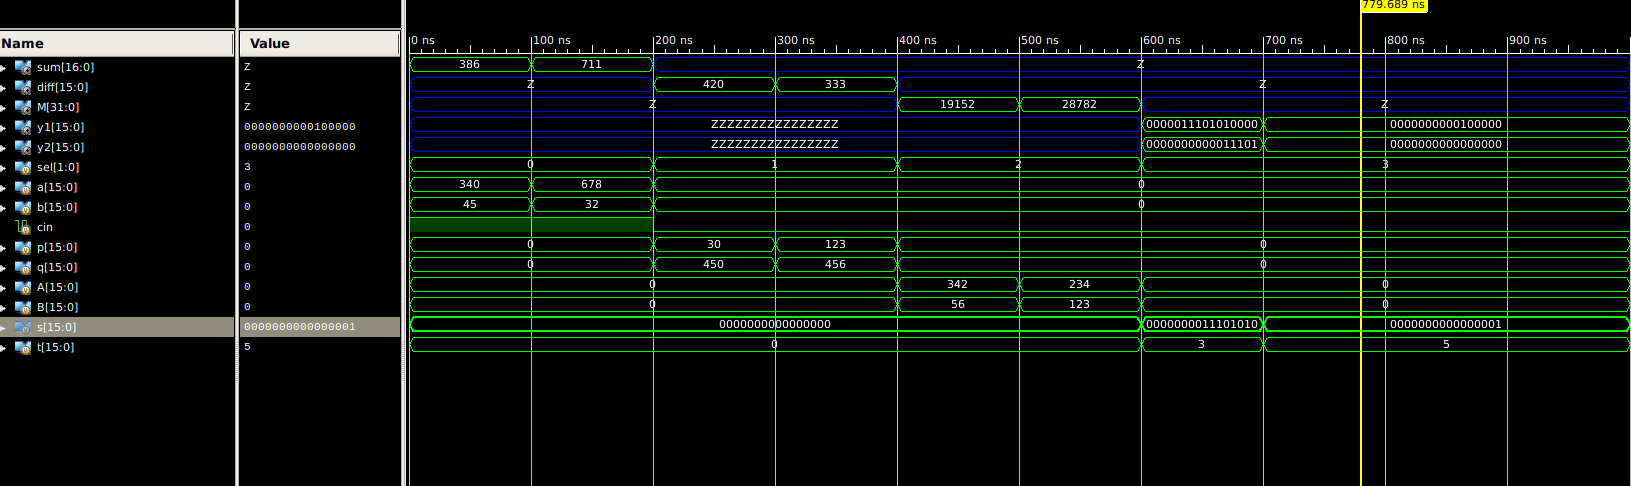 779.689 ns
Name Value 0 ns 100 ns 200 ns 300 ns 400 ns 500 ns 600 ns 700 ns 800 ns 900 ns
sum[16:0] Z 386 711 Z
diff[15:0] Z Z 420 333 Z
M[31:0] Z Z 19152 28782 Z
y1[15:0] 0000000000100000 ZZZZZZZZZZZZZZZZ 0000011101010000 0000000000100000
y2[15:0] 0000000000000000 ZZZZZZZZZZZZZZZZ 0000000000011101 0000000000000000
sel[1:0] 3 0 1 2 3
a[15:0] 0 340 678 0
b[15:0] 0 45 32 0
cin 0
p[15:0] 0 0 30 123 0
q[15:0] 0 0 450 456 0
A[15:0] 0 0 342 234 0
B[15:0] 0 0 56 123 0
s[15:0] 0000000000000001 0000000000000000 0000000011101010 0000000000000001
t[15:0] 5 0 3 5